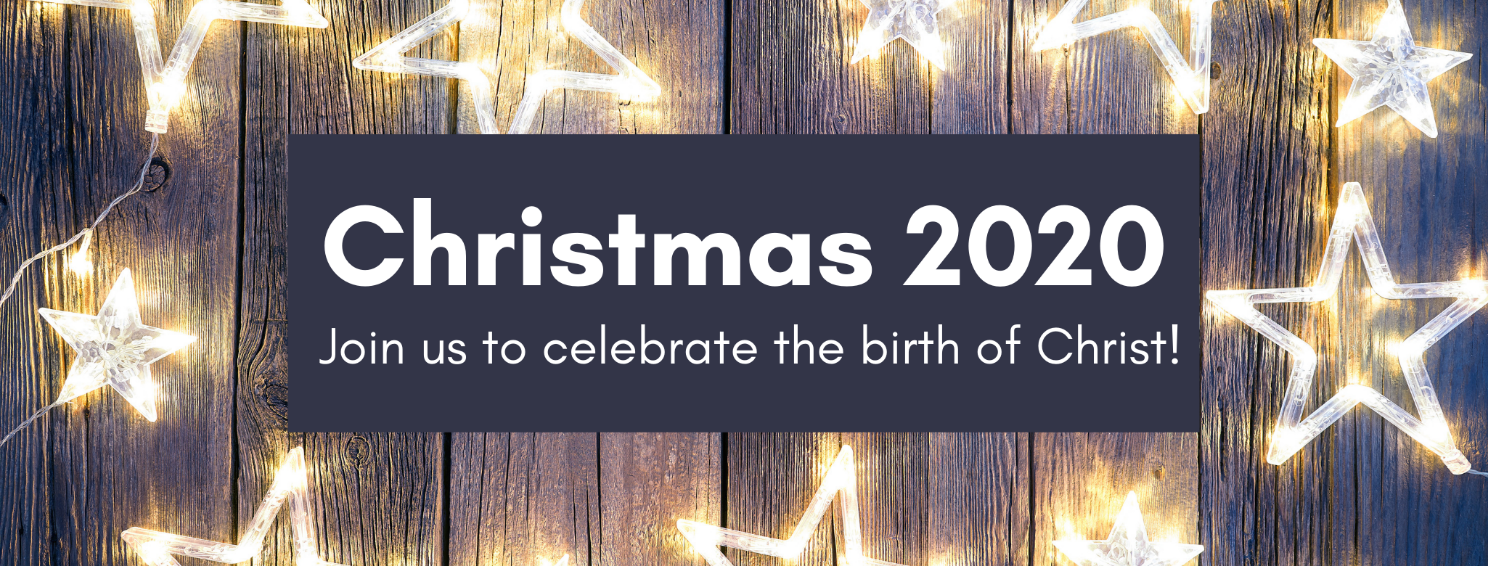 Christmas 2020
Join us to celebrate the birth of Christ!